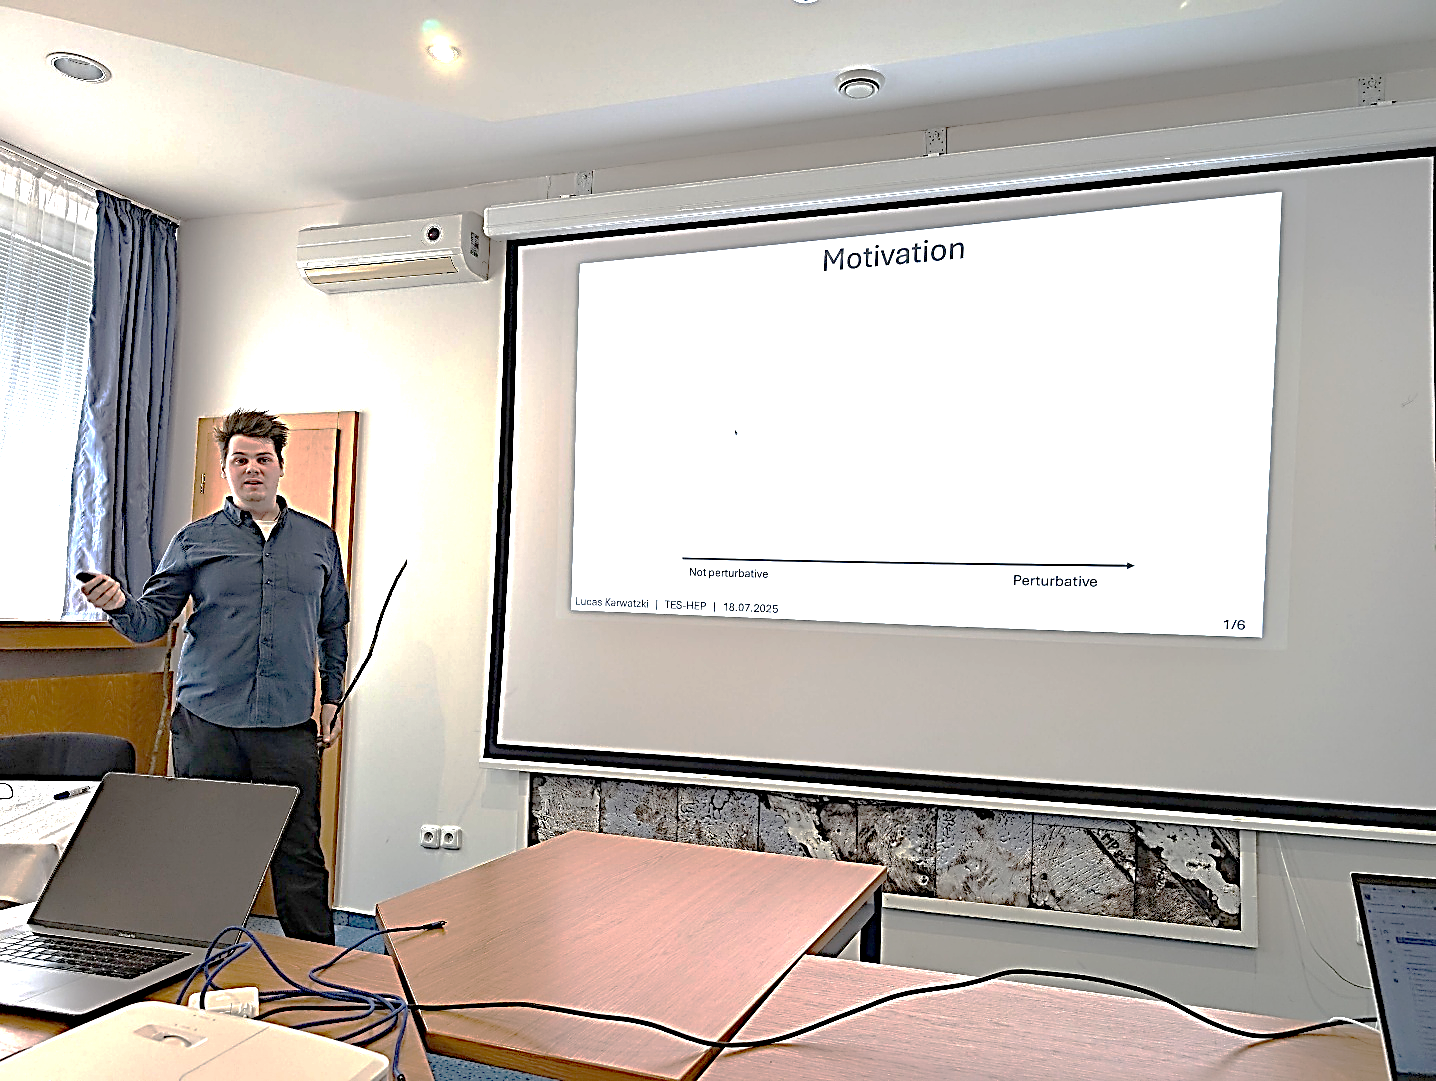 Motivation
Not perturbative
Perturbative
Lucas Karwatzki | TES-HEP | 18.07.2025
1/6